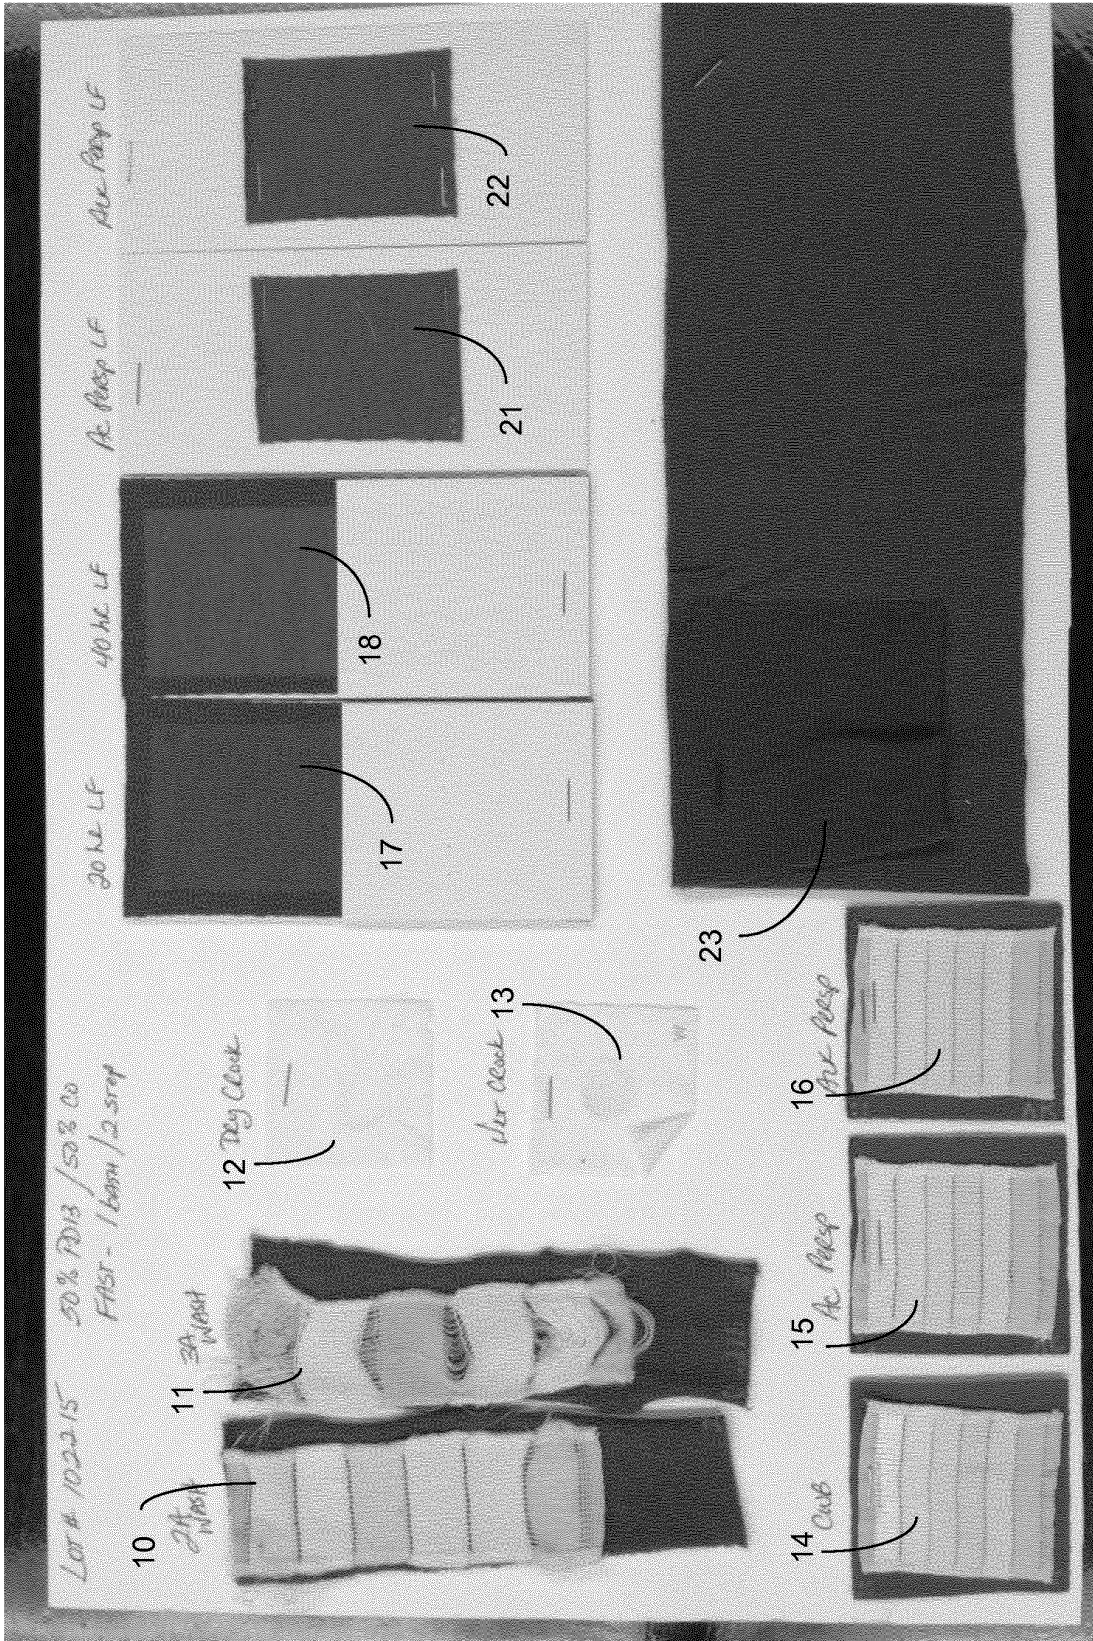 Lot # 102215 50% PD13 / 50% CO
FAST - 1 BATH / 2 STEP
2A
WASH
10
3A
WASH
11
Dry CROCK
12
Wet CROCK
13
W
20 hr LF
17
40 hr LF
18
Ac Persp LF
21
Alk Persp LF
22
CWB
14
Ac Persp
15
Alk Persp
16
23